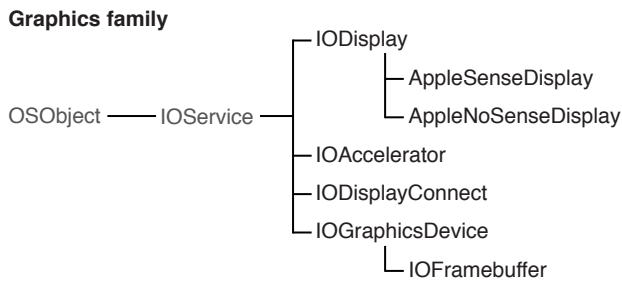 Graphics family
IODisplay
AppleSenseDisplay
AppleNoSenseDisplay
OSObject IOService
IOAccelerator
IODisplayConnect
IOGraphicsDevice
IOFramebuffer